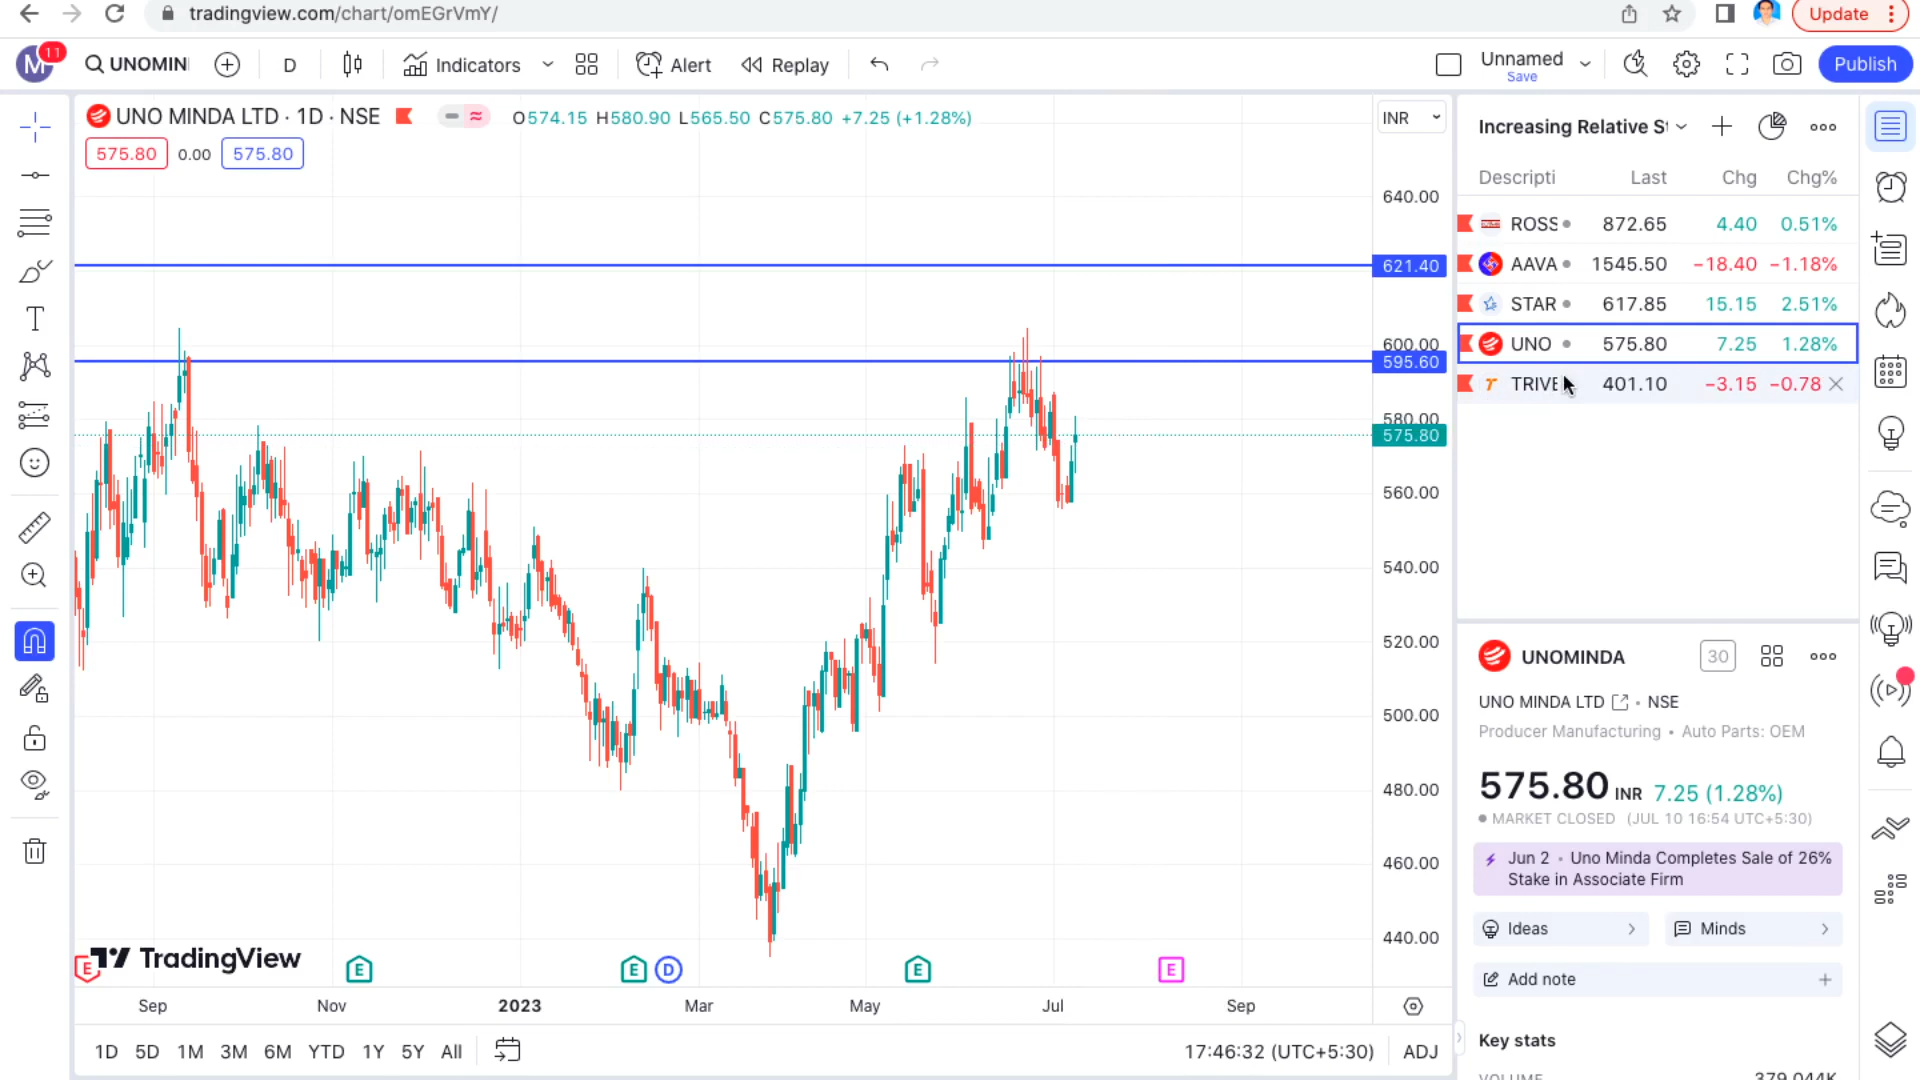 tradingview.com/chart/omEGrVmY/
Update
M
11
UNOMIN
D
Indicators
Alert
Replay
Unnamed
Save
Publish
UNO MINDA LTD · 1D · NSE
O574.15 H580.90 L565.50 C575.80 +7.25 (+1.28%)
575.80 0.00 575.80
INR
640.00
621.40
600.00
595.60
580.00
575.80
560.00
540.00
520.00
500.00
480.00
460.00
440.00
TradingView
E
E
E
D
E
E
Sep Nov 2023 Mar May Jul Sep
1D 5D 1M 3M 6M YTD 1Y 5Y All
17:46:32 (UTC+5:30) ADJ
Increasing Relative St
Descripti Last Chg Chg%
ROSS 872.65 4.40 0.51%
AAVA 1545.50 −18.40 −1.18%
STAR 617.85 15.15 2.51%
UNO 575.80 7.25 1.28%
TRIVE 401.10 −3.15 −0.78
UNOMINDA
30
UNO MINDA LTD • NSE
Producer Manufacturing • Auto Parts: OEM
575.80 INR 7.25 (1.28%)
MARKET CLOSED (JUL 10 16:54 UTC+5:30)
Jun 2 • Uno Minda Completes Sale of 26%
Stake in Associate Firm
Ideas
Minds
Add note
Key stats